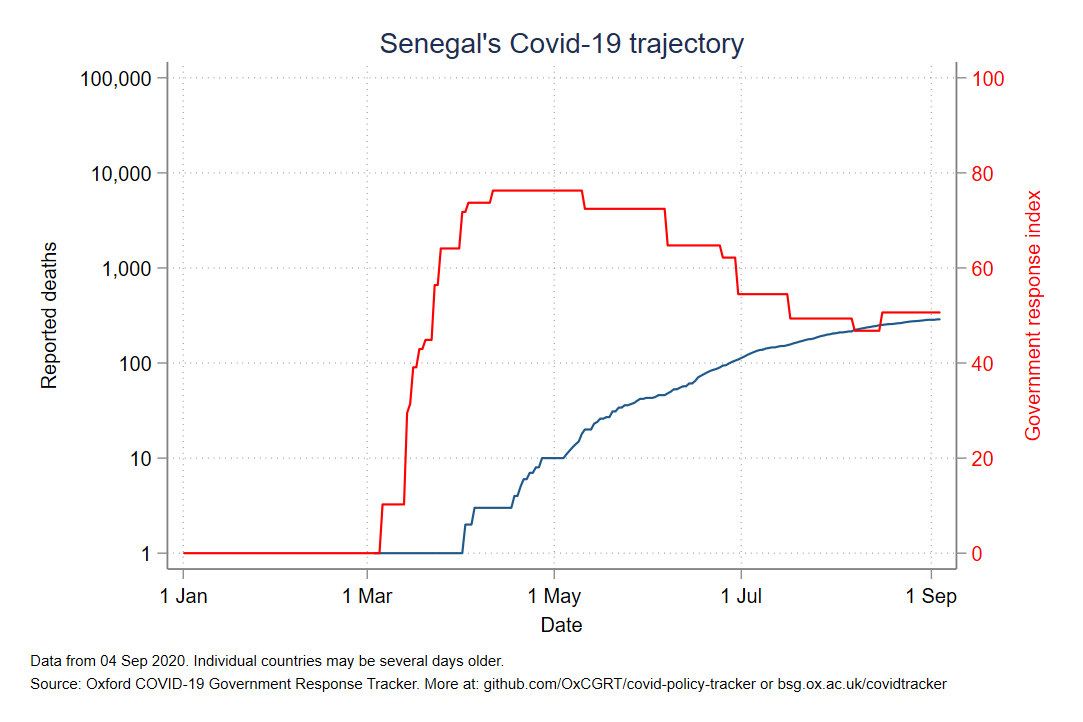 Senegal's Covid-19 trajectory
100,000
10,000
1,000
100
10
1
Reported deaths
100
80
60
40
20
0
Government response index
1 Jan
1 Mar
1 May
1 Jul
1 Sep
Date
Data from 04 Sep 2020. Individual countries may be several days older.
Source: Oxford COVID-19 Government Response Tracker. More at: github.com/OxCGRT/covid-policy-tracker or bsg.ox.ac.uk/covidtracker